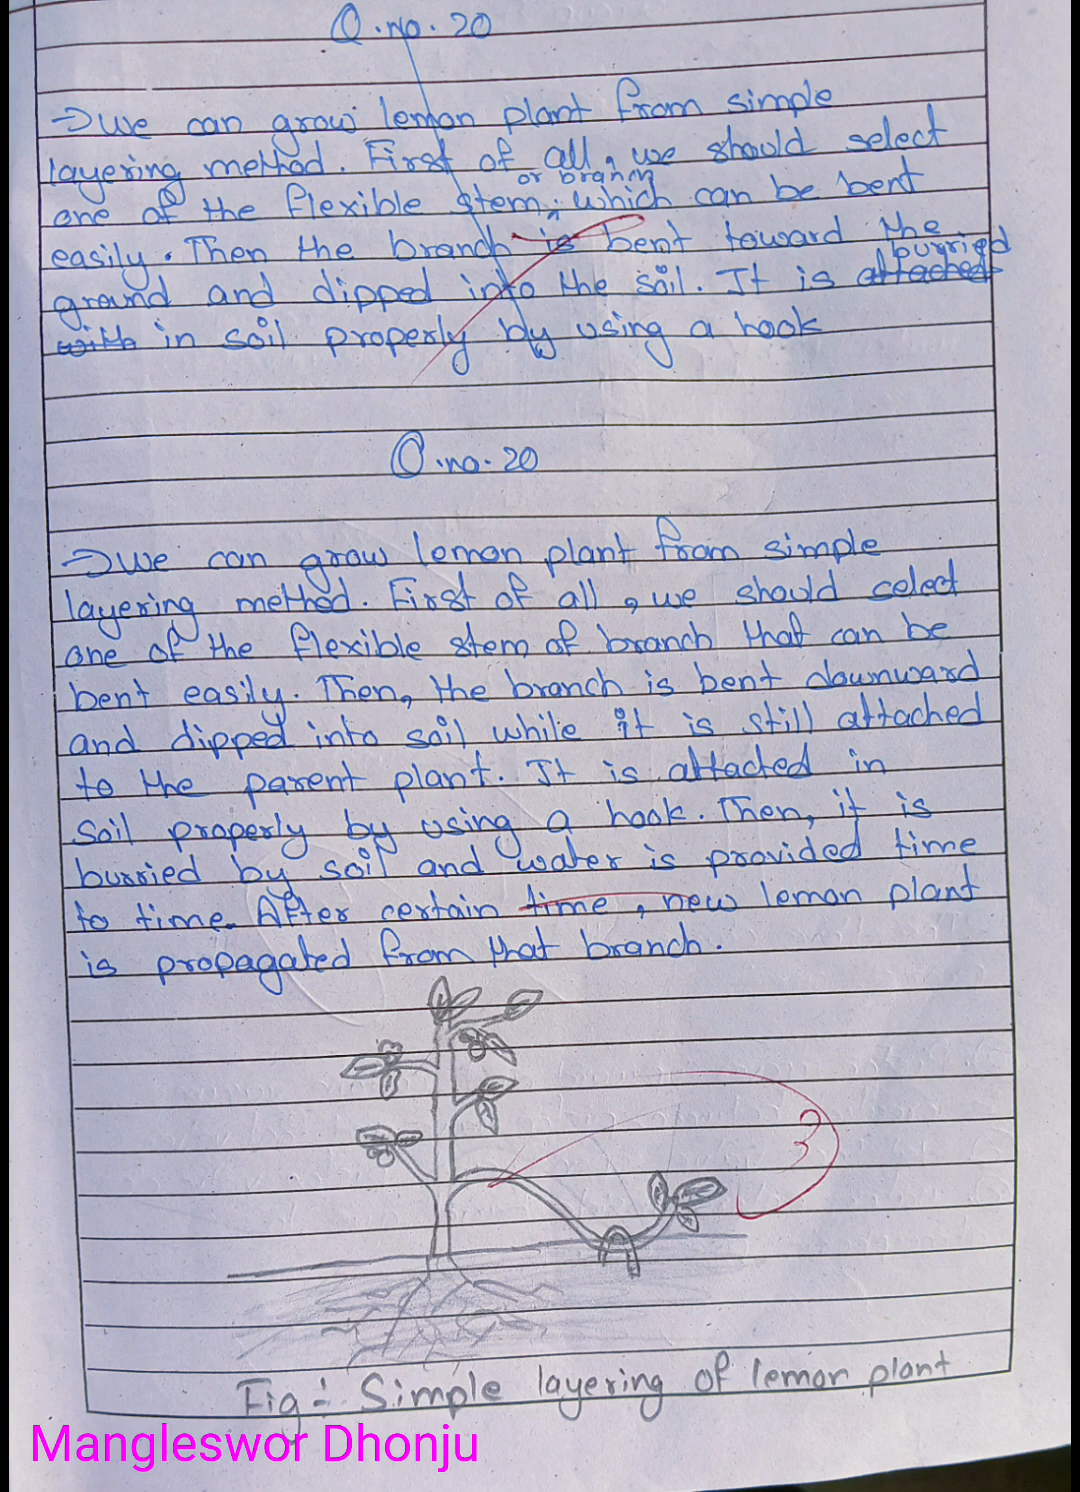 Q.no.20
→ we can grow lemon plant from simple
layering method. First of all, we should select
or branch
one of the flexible stem, which can be bent
easily. Then the branch is bent toward the
burried
ground and dipped into the soil. It is attached
with in soil properly by using a hook
Q.no.20
→ we can grow lemon plant from simple
layering method. First of all, we should select
one of the flexible stem of branch that can be
bent easily. Then, the branch is bent downward
and dipped into soil while it is still attached
to the parent plant. It is attached in
soil properly by using a hook. Then, it is
burried by soil and water is provided time
to time. After certain time, new lemon plant
is propagated from that branch.
3
Fig:- Simple layering of lemon plant
Mangleswor Dhonju